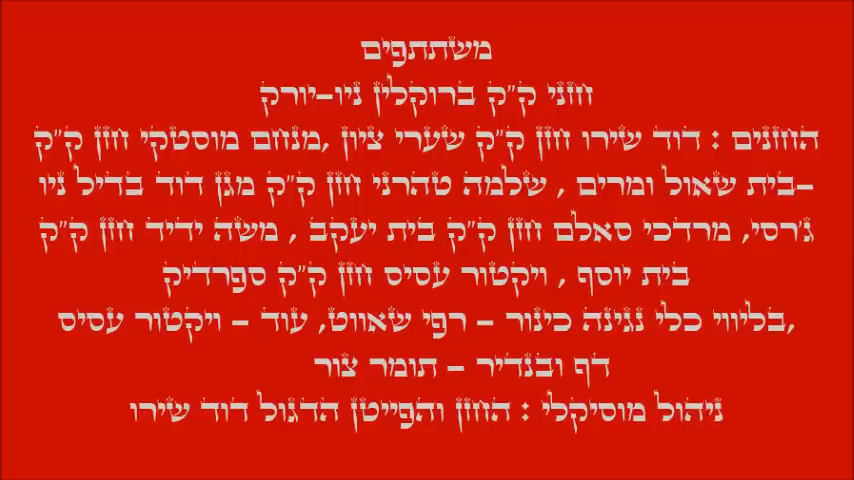 משתתפים
חזני ק״ק ברוקלין ניו-יורק
החזנים : דוד שירו חזן ק״ק שערי ציון ,מנחם מוסטקי חזן ק״ק
-בית שאול ומרים , שלמה טהרני חזן ק״ק מגן דוד בדיל ניו
ג׳רסי, מרדכי סאלם חזן ק״ק בית יעקב , משה ידיד חזן ק״ק
בית יוסף , ויקטור עסיס חזן ק״ק ספרדיק
,בליווי כלי נגינה כינור - רפי שאווט, עוד - ויקטור עסיס
דף ובנדיר - תומר צור
ניהול מוסיקלי : החזן והפייטן הדגול דוד שירו